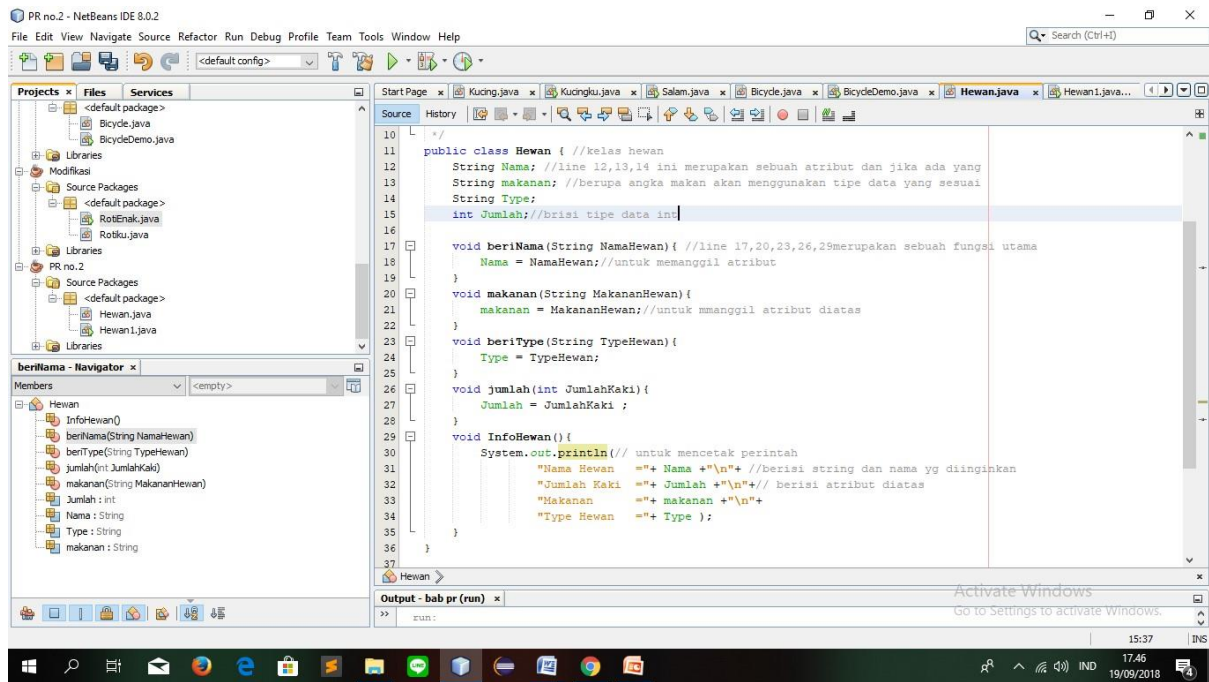 PR no.2 - NetBeans IDE 8.0.2
File Edit View Navigate Source Refactor Run Debug Profile Team Tools Window Help
Search (Ctrl+I)
<default config>
Projects Files Services
<default package>
Bicycle.java
BicycleDemo.java
Libraries
Modifikasi
Source Packages
<default package>
RotiEnak.java
Rotiku.java
Libraries
PR no.2
Source Packages
<default package>
Hewan.java
Hewan1.java
Libraries
beriNama - Navigator
Members <empty>
Hewan
InfoHewan()
beriNama(String NamaHewan)
beriType(String TypeHewan)
jumlah(int JumlahKaki)
makanan(String MakananHewan)
Jumlah : int
Nama : String
Type : String
makanan : String
Start Page Kucing.java Kucingku.java Salam.java Bicycle.java BicycleDemo.java Hewan.java Hewan1.java...
Source History
10 */
11 public class Hewan { //kelas hewan
12 String Nama; //line 12,13,14 ini merupakan sebuah atribut dan jika ada yang
13 String makanan; //berupa angka makan akan menggunakan tipe data yang sesuai
14 String Type;
15 int Jumlah;//brisi tipe data int
16
17 void beriNama(String NamaHewan){ //line 17,20,23,26,29merupakan sebuah fungsi utama
18 Nama = NamaHewan;//untuk memanggil atribut
19 }
20 void makanan(String MakananHewan){
21 makanan = MakananHewan;//untuk mmanggil atribut diatas
22 }
23 void beriType(String TypeHewan){
24 Type = TypeHewan;
25 }
26 void jumlah(int JumlahKaki){
27 Jumlah = JumlahKaki ;
28 }
29 void InfoHewan(){
30 System.out.println(// untuk mencetak perintah
31 "Nama Hewan ="+ Nama +"\n"+ //berisi string dan nama yg diinginkan
32 "Jumlah Kaki ="+ Jumlah +"\n"+// berisi atribut diatas
33 "Makanan ="+ makanan +"\n"+
34 "Type Hewan ="+ Type );
35 }
36 }
37
Hewan
Output - bab pr (run)
run:
Activate Windows
Go to Settings to activate Windows.
15:37 INS
IND
17.46
19/09/2018
4